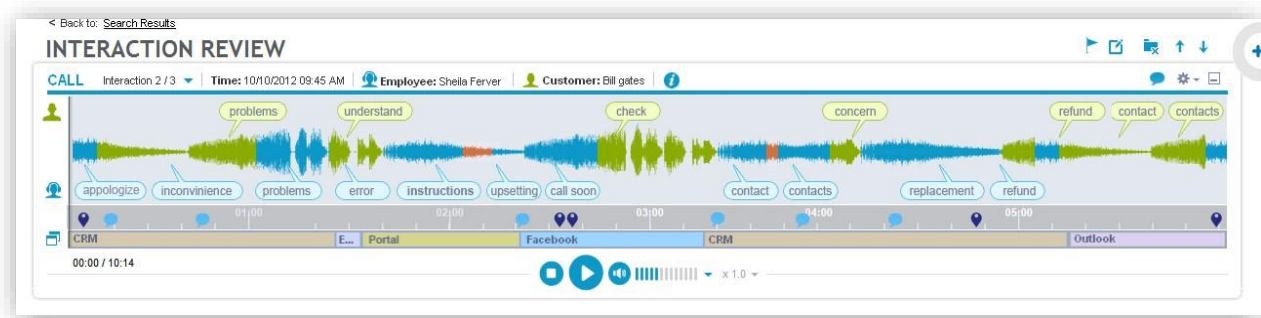 < Back to: Search Results
INTERACTION REVIEW
CALL Interaction 2 / 3 Time: 10/10/2012 09:45 AM Employee: Sheila Ferver Customer: Bill gates
problems understand check concern refund contact contacts
appologize inconvinience problems error instructions upsetting call soon contact contacts replacement refund
01:00 02:00 03:00 04:00 05:00
CRM E... Portal Facebook CRM Outlook
00:00 / 10:14 x 1.0